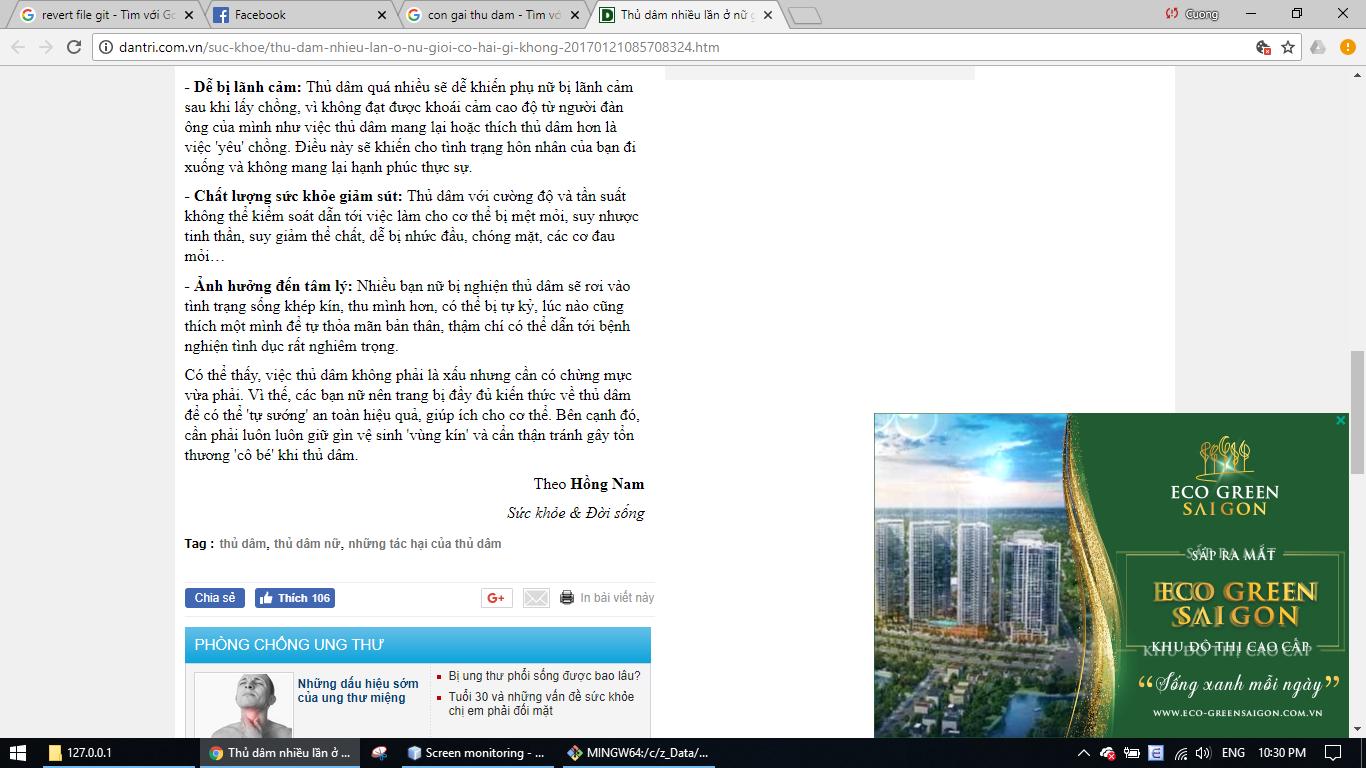 revert file git - Tìm với Go
Facebook
con gai thu dam - Tìm vớ
Thủ dâm nhiều lần ở nữ g
Cuong
dantri.com.vn/suc-khoe/thu-dam-nhieu-lan-o-nu-gioi-co-hai-gi-khong-20170121085708324.htm
- Dễ bị lãnh cảm: Thủ dâm quá nhiều sẽ dễ khiến phụ nữ bị lãnh cảm
sau khi lấy chồng, vì không đạt được khoái cảm cao độ từ người đàn
ông của mình như việc thủ dâm mang lại hoặc thích thủ dâm hơn là
việc 'yêu' chồng. Điều này sẽ khiến cho tình trạng hôn nhân của bạn đi
xuống và không mang lại hạnh phúc thực sự.
- Chất lượng sức khỏe giảm sút: Thủ dâm với cường độ và tần suất
không thể kiểm soát dẫn tới việc làm cho cơ thể bị mệt mỏi, suy nhược
tinh thần, suy giảm thể chất, dễ bị nhức đầu, chóng mặt, các cơ đau
mỏi…
- Ảnh hưởng đến tâm lý: Nhiều bạn nữ bị nghiện thủ dâm sẽ rơi vào
tình trạng sống khép kín, thu mình hơn, có thể bị tự kỷ, lúc nào cũng
thích một mình để tự thỏa mãn bản thân, thậm chí có thể dẫn tới bệnh
nghiện tình dục rất nghiêm trọng.
Có thể thấy, việc thủ dâm không phải là xấu nhưng cần có chừng mực
vừa phải. Vì thế, các bạn nữ nên trang bị đầy đủ kiến thức về thủ dâm
để có thể 'tự sướng' an toàn hiệu quả, giúp ích cho cơ thể. Bên cạnh đó,
cần phải luôn luôn giữ gìn vệ sinh 'vùng kín' và cẩn thận tránh gây tổn
thương 'cô bé' khi thủ dâm.
Theo Hồng Nam
Sức khỏe & Đời sống
Tag : thủ dâm, thủ dâm nữ, những tác hại của thủ dâm
Chia sẻ
Thích 106
G+
In bài viết này
PHÒNG CHỐNG UNG THƯ
Những dấu hiệu sớm
của ung thư miệng
Bị ung thư phổi sống được bao lâu?
Tuổi 30 và những vấn đề sức khỏe
chị em phải đối mặt
ECO GREEN
SAIGON
SẮP RA MẮT
ECO GREEN
SAIGON
KHU ĐÔ THỊ CAO CẤP
“Sống xanh mỗi ngày”
WWW.ECO-GREENSAIGON.COM.VN
127.0.0.1
Thủ dâm nhiều lần ở ...
Screen monitoring - ...
MINGW64:/c/z_Data/...
ENG
10:30 PM